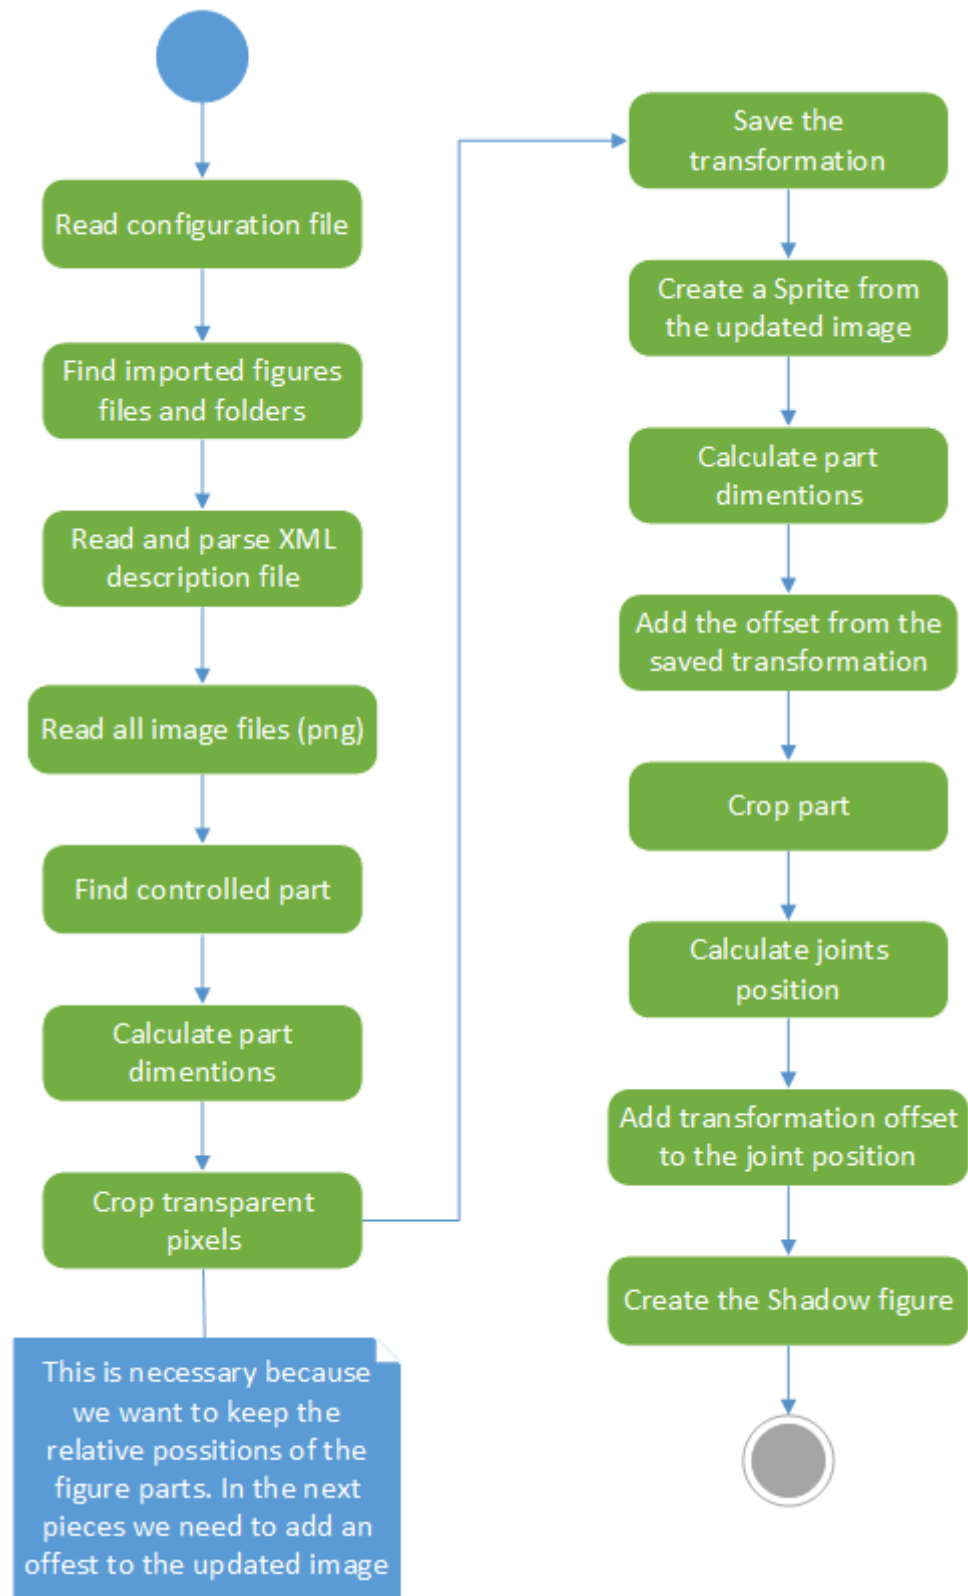 Read configuration file
Find imported figures
files and folders
Read and parse XML
description file
Read all image files (png)
Find controlled part
Calculate part
dimentions
Crop transparent
pixels
This is necessary because
we want to keep the
relative possitions of the
figure parts. In the next
pieces we need to add an
offest to the updated image
Save the
transformation
Create a Sprite from
the updated image
Calculate part
dimentions
Add the offset from the
saved transformation
Crop part
Calculate joints
position
Add transformation offset
to the joint position
Create the Shadow figure